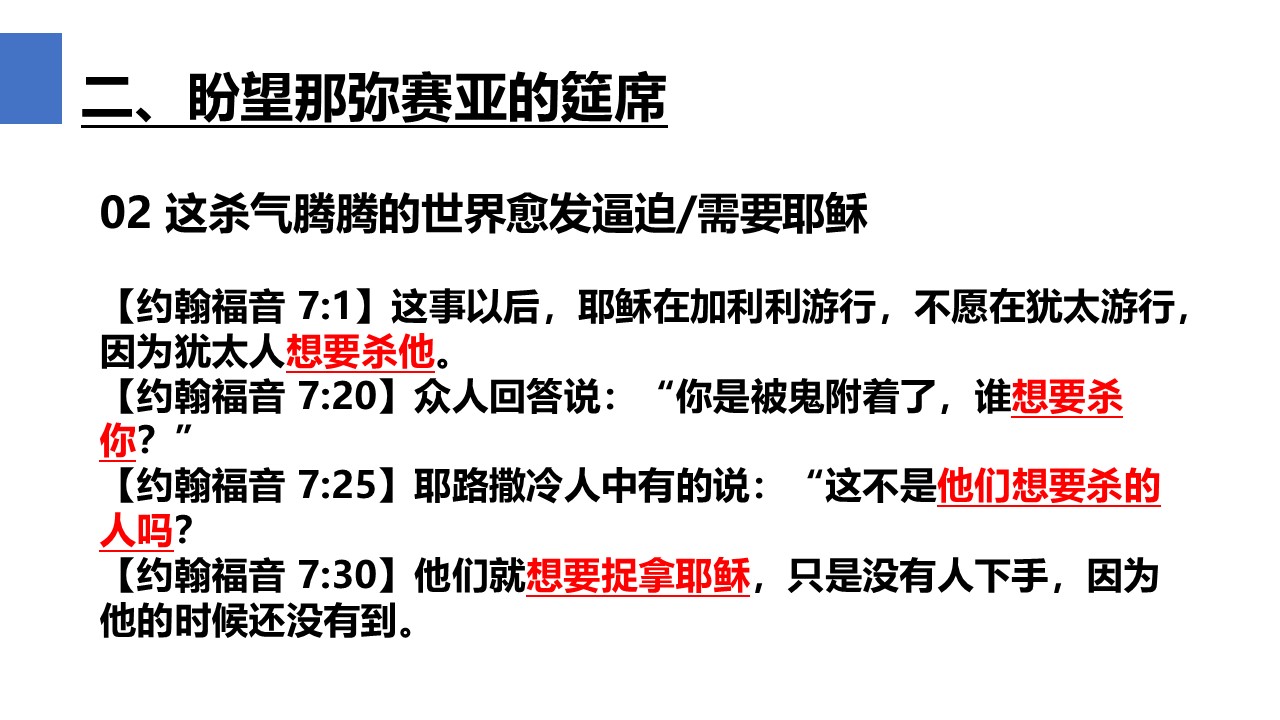 二、盼望那弥赛亚的筵席
02 这杀气腾腾的世界愈发逼迫/需要耶稣
【约翰福音 7:1】这事以后，耶稣在加利利游行，不愿在犹太游行，
因为犹太人想要杀他。
【约翰福音 7:20】众人回答说：“你是被鬼附着了，谁想要杀
你？”
【约翰福音 7:25】耶路撒冷人中有的说：“这不是他们想要杀的
人吗？
【约翰福音 7:30】他们就想要捉拿耶稣，只是没有人下手，因为
他的时候还没有到。